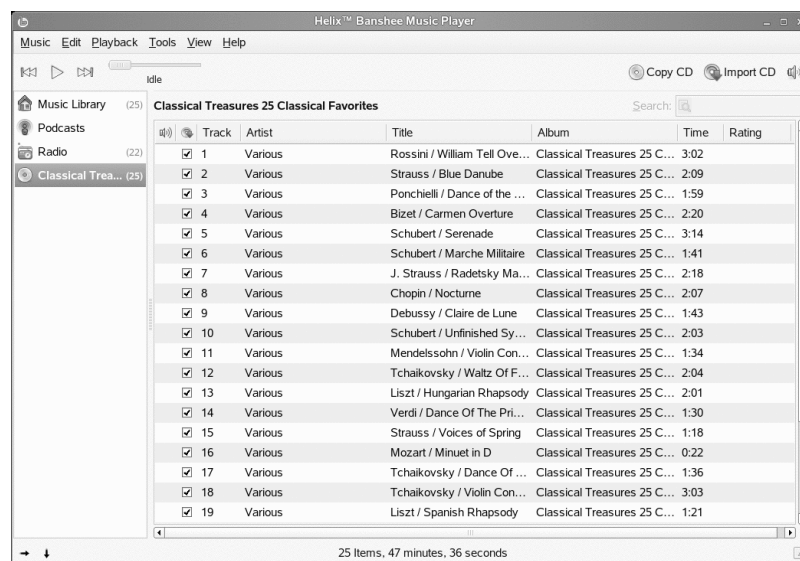 Helix™ Banshee Music Player
Music Edit Playback Tools View Help
Idle
Copy CD Import CD
Music Library (25)
Podcasts
Radio (22)
Classical Trea... (25)
Classical Treasures 25 Classical Favorites
Search:
Track Artist Title Album Time Rating
1 Various Rossini / William Tell Ove... Classical Treasures 25 C... 3:02
2 Various Strauss / Blue Danube Classical Treasures 25 C... 2:09
3 Various Ponchielli / Dance of the ... Classical Treasures 25 C... 1:59
4 Various Bizet / Carmen Overture Classical Treasures 25 C... 2:20
5 Various Schubert / Serenade Classical Treasures 25 C... 3:14
6 Various Schubert / Marche Militaire Classical Treasures 25 C... 1:41
7 Various J. Strauss / Radetsky Ma... Classical Treasures 25 C... 2:18
8 Various Chopin / Nocturne Classical Treasures 25 C... 2:07
9 Various Debussy / Claire de Lune Classical Treasures 25 C... 1:43
10 Various Schubert / Unfinished Sy... Classical Treasures 25 C... 2:03
11 Various Mendelssohn / Violin Con... Classical Treasures 25 C... 1:34
12 Various Tchaikovsky / Waltz Of F... Classical Treasures 25 C... 2:04
13 Various Liszt / Hungarian Rhapsody Classical Treasures 25 C... 2:01
14 Various Verdi / Dance Of The Pri... Classical Treasures 25 C... 1:30
15 Various Strauss / Voices of Spring Classical Treasures 25 C... 1:18
16 Various Mozart / Minuet in D Classical Treasures 25 C... 0:22
17 Various Tchaikovsky / Dance Of ... Classical Treasures 25 C... 1:36
18 Various Tchaikovsky / Violin Con... Classical Treasures 25 C... 3:03
19 Various Liszt / Spanish Rhapsody Classical Treasures 25 C... 1:21
25 Items, 47 minutes, 36 seconds